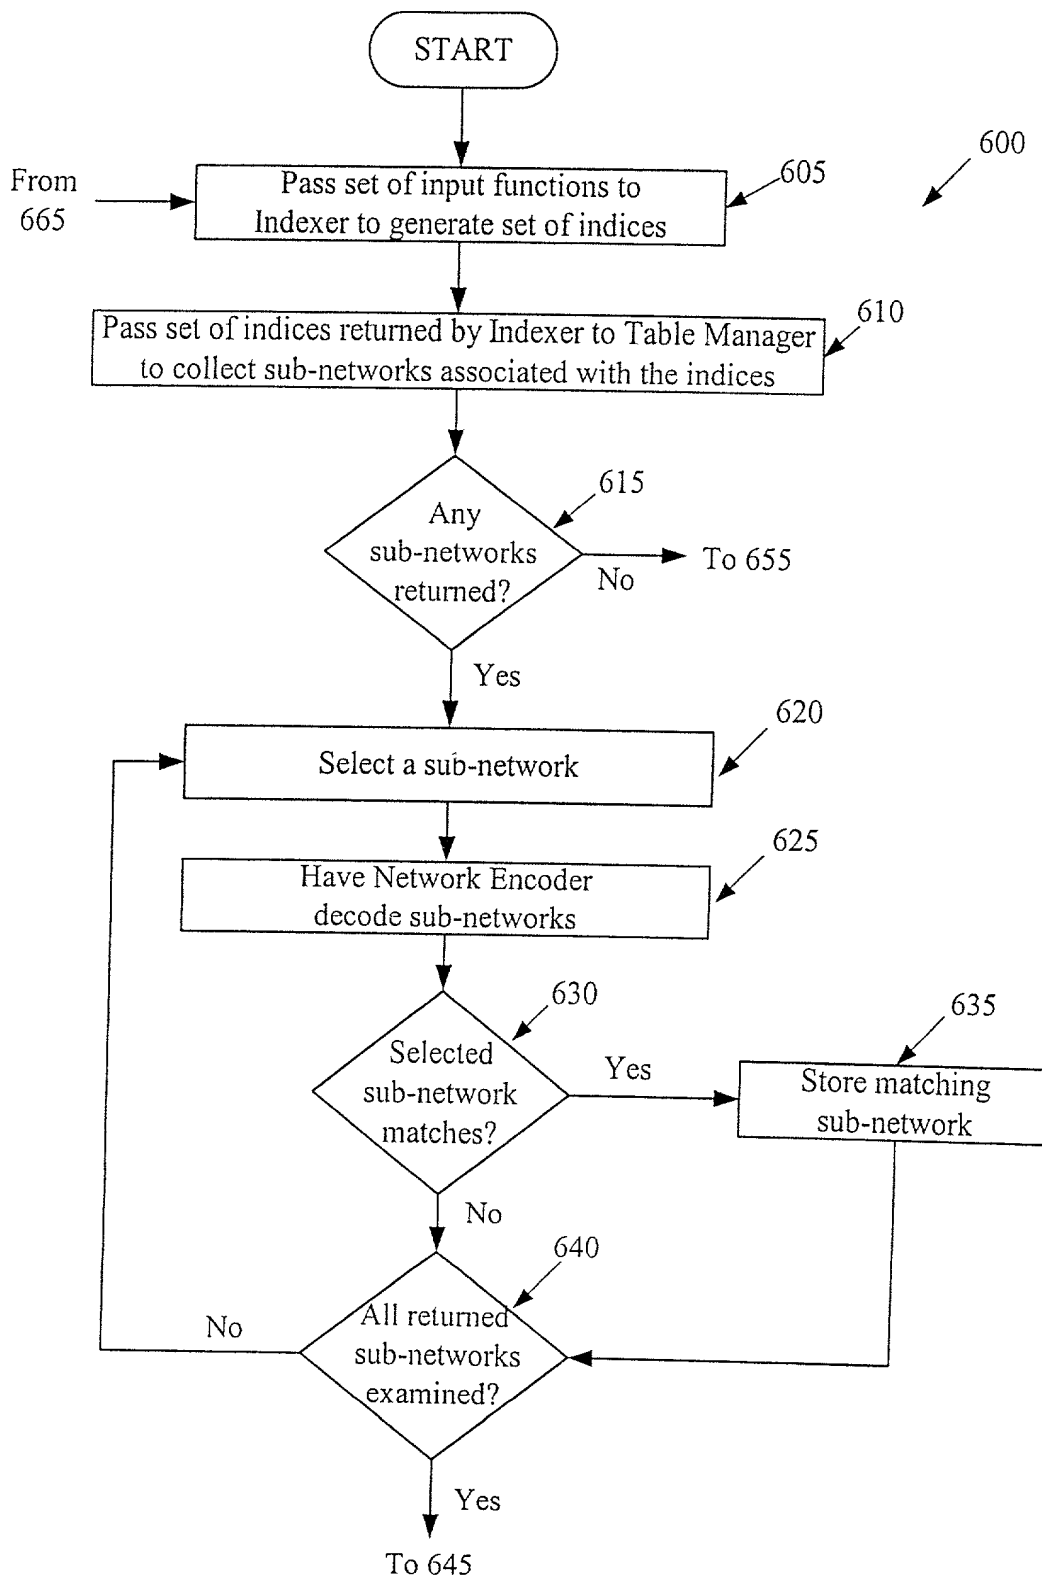 START
600
From
665
605
Pass set of input functions to
Indexer to generate set of indices
610
Pass set of indices returned by Indexer to Table Manager
to collect sub-networks associated with the indices
615
Any
sub-networks
returned?
No
To 655
Yes
620
Select a sub-network
625
Have Network Encoder
decode sub-networks
630
Selected
sub-network
matches?
Yes
635
Store matching
sub-network
No
640
All returned
sub-networks
examined?
No
Yes
To 645